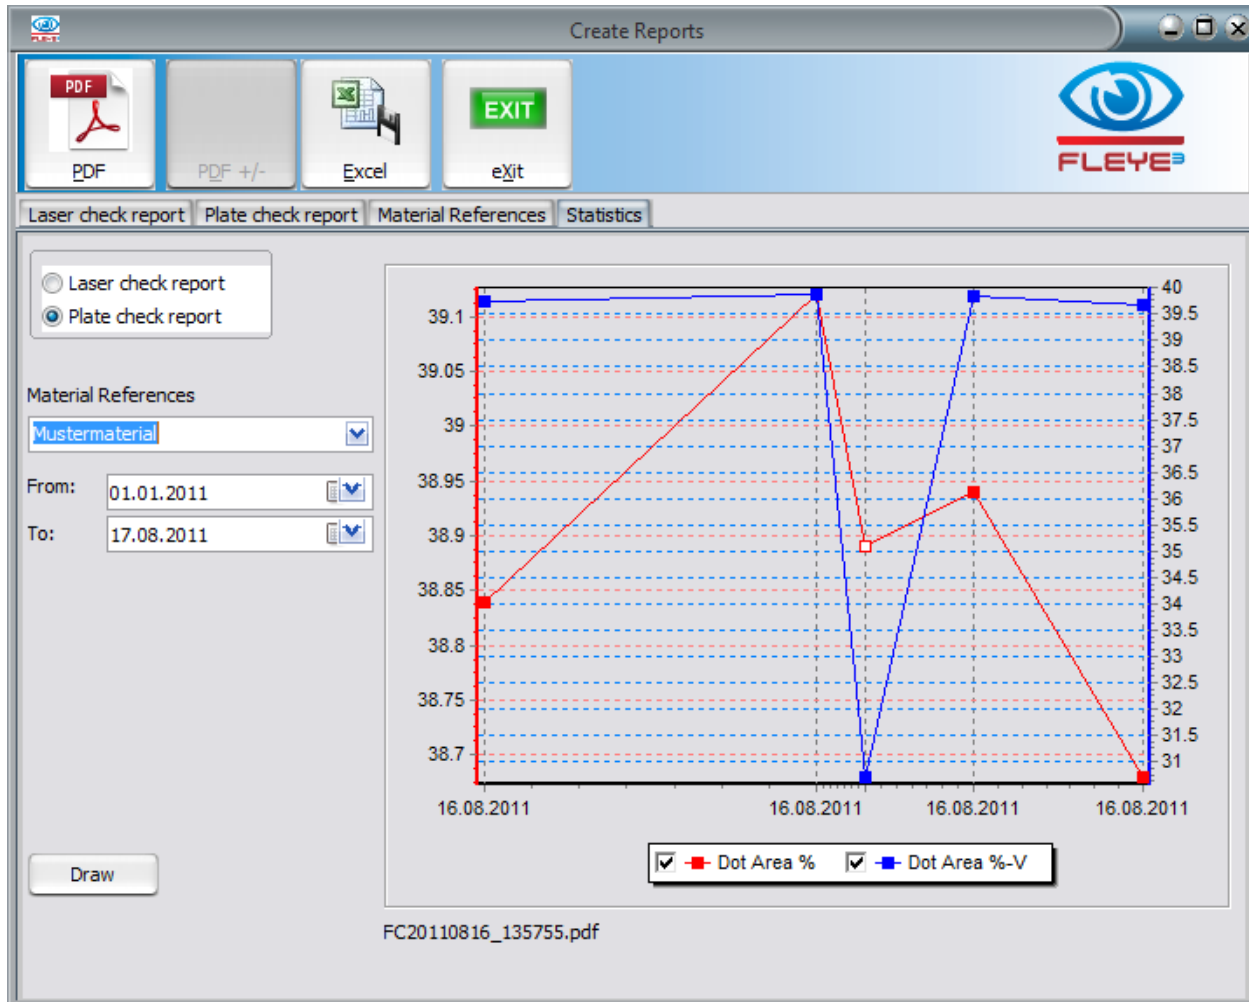 Create Reports
PDF
PDF
PDF +/-
Excel
EXIT
eXit
FLEYE³
Laser check report
Plate check report
Material References
Statistics
Laser check report
Plate check report
Material References
Mustermaterial
From:
01.01.2011
To:
17.08.2011
Draw
39.1
39.05
39
38.95
38.9
38.85
38.8
38.75
38.7
40
39.5
39
38.5
38
37.5
37
36.5
36
35.5
35
34.5
34
33.5
33
32.5
32
31.5
31
16.08.2011 16.08.2011 16.08.2011 16.08.2011
Dot Area % Dot Area %-V
FC20110816_135755.pdf